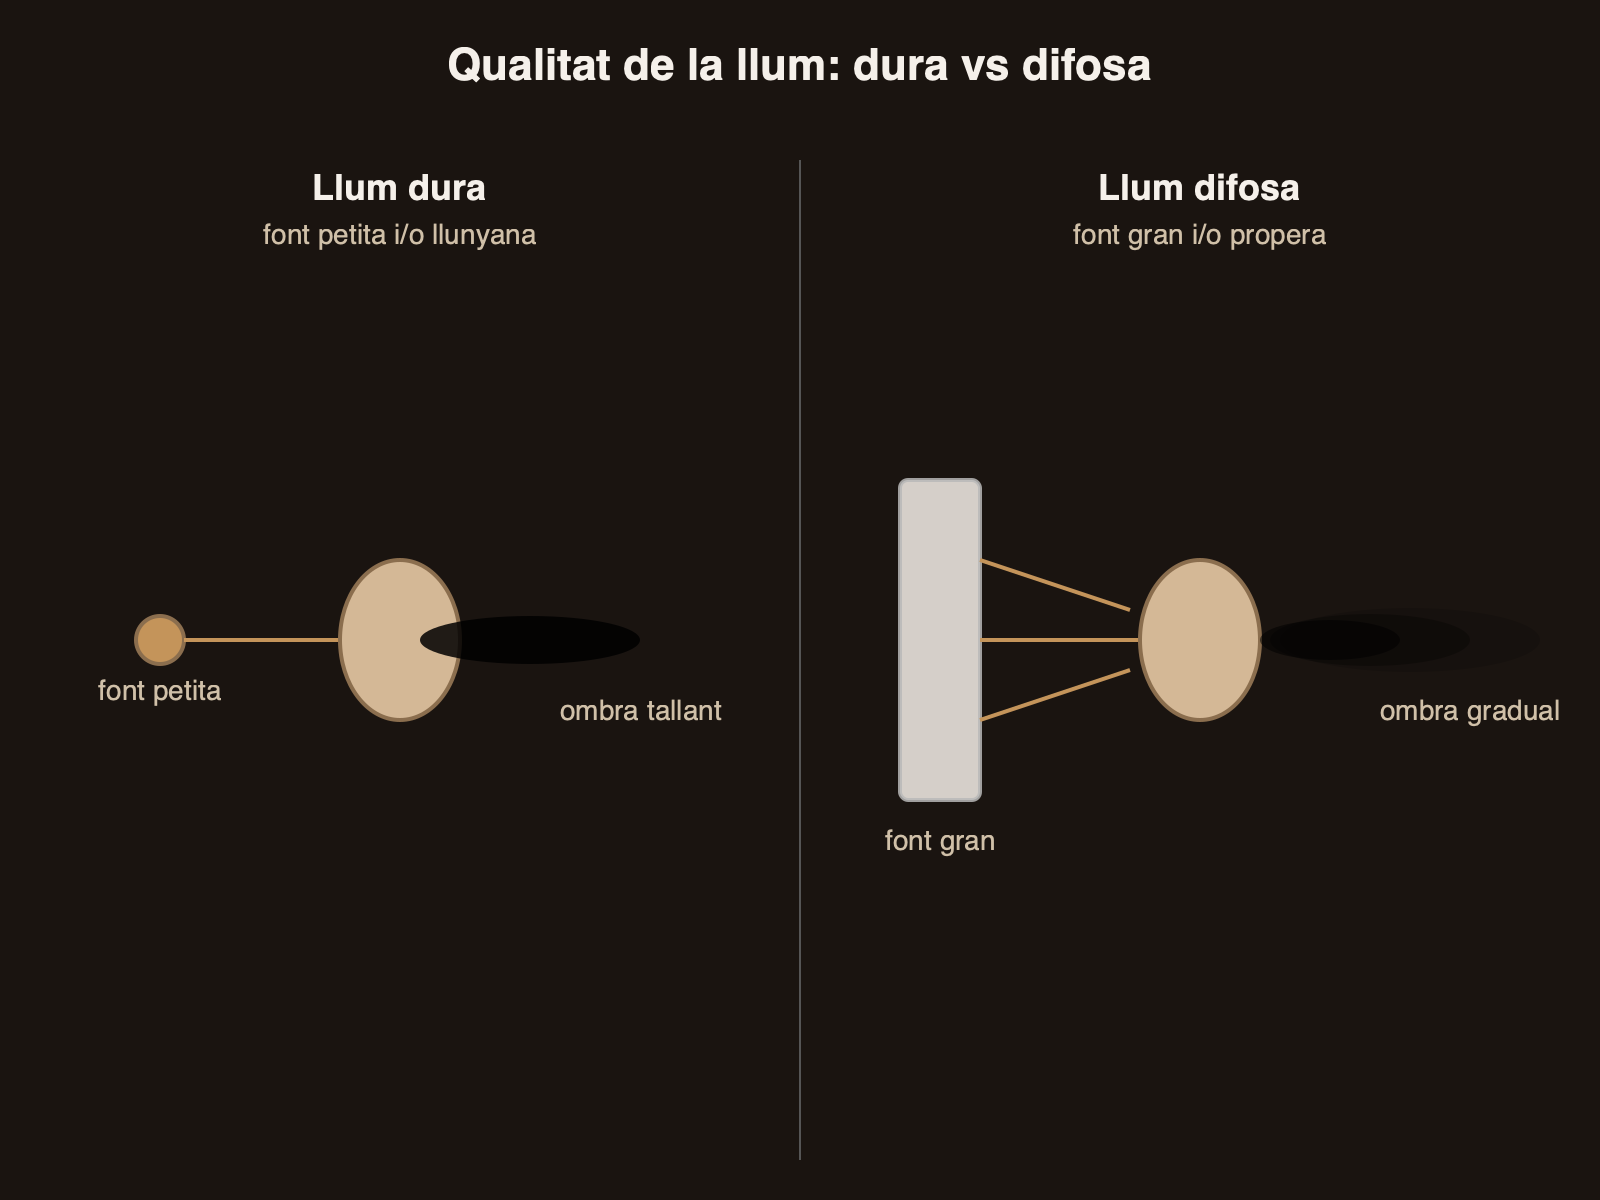 Qualitat de la llum: dura vs difosa
Llum dura
font petita i/o llunyana
font petita
ombra tallant
Llum difosa
font gran i/o propera
ombra gradual
font gran